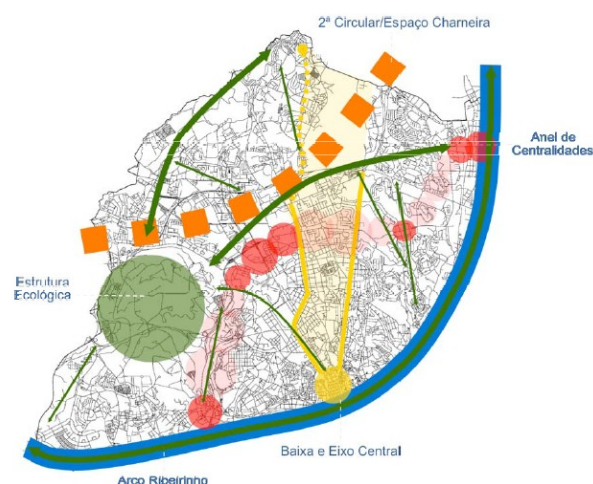 2ª Circular/Espaço Charneira
Anel de
Centralidades
Estrutura
Ecológica
Baixa e Eixo Central
Arco Ribeirinho